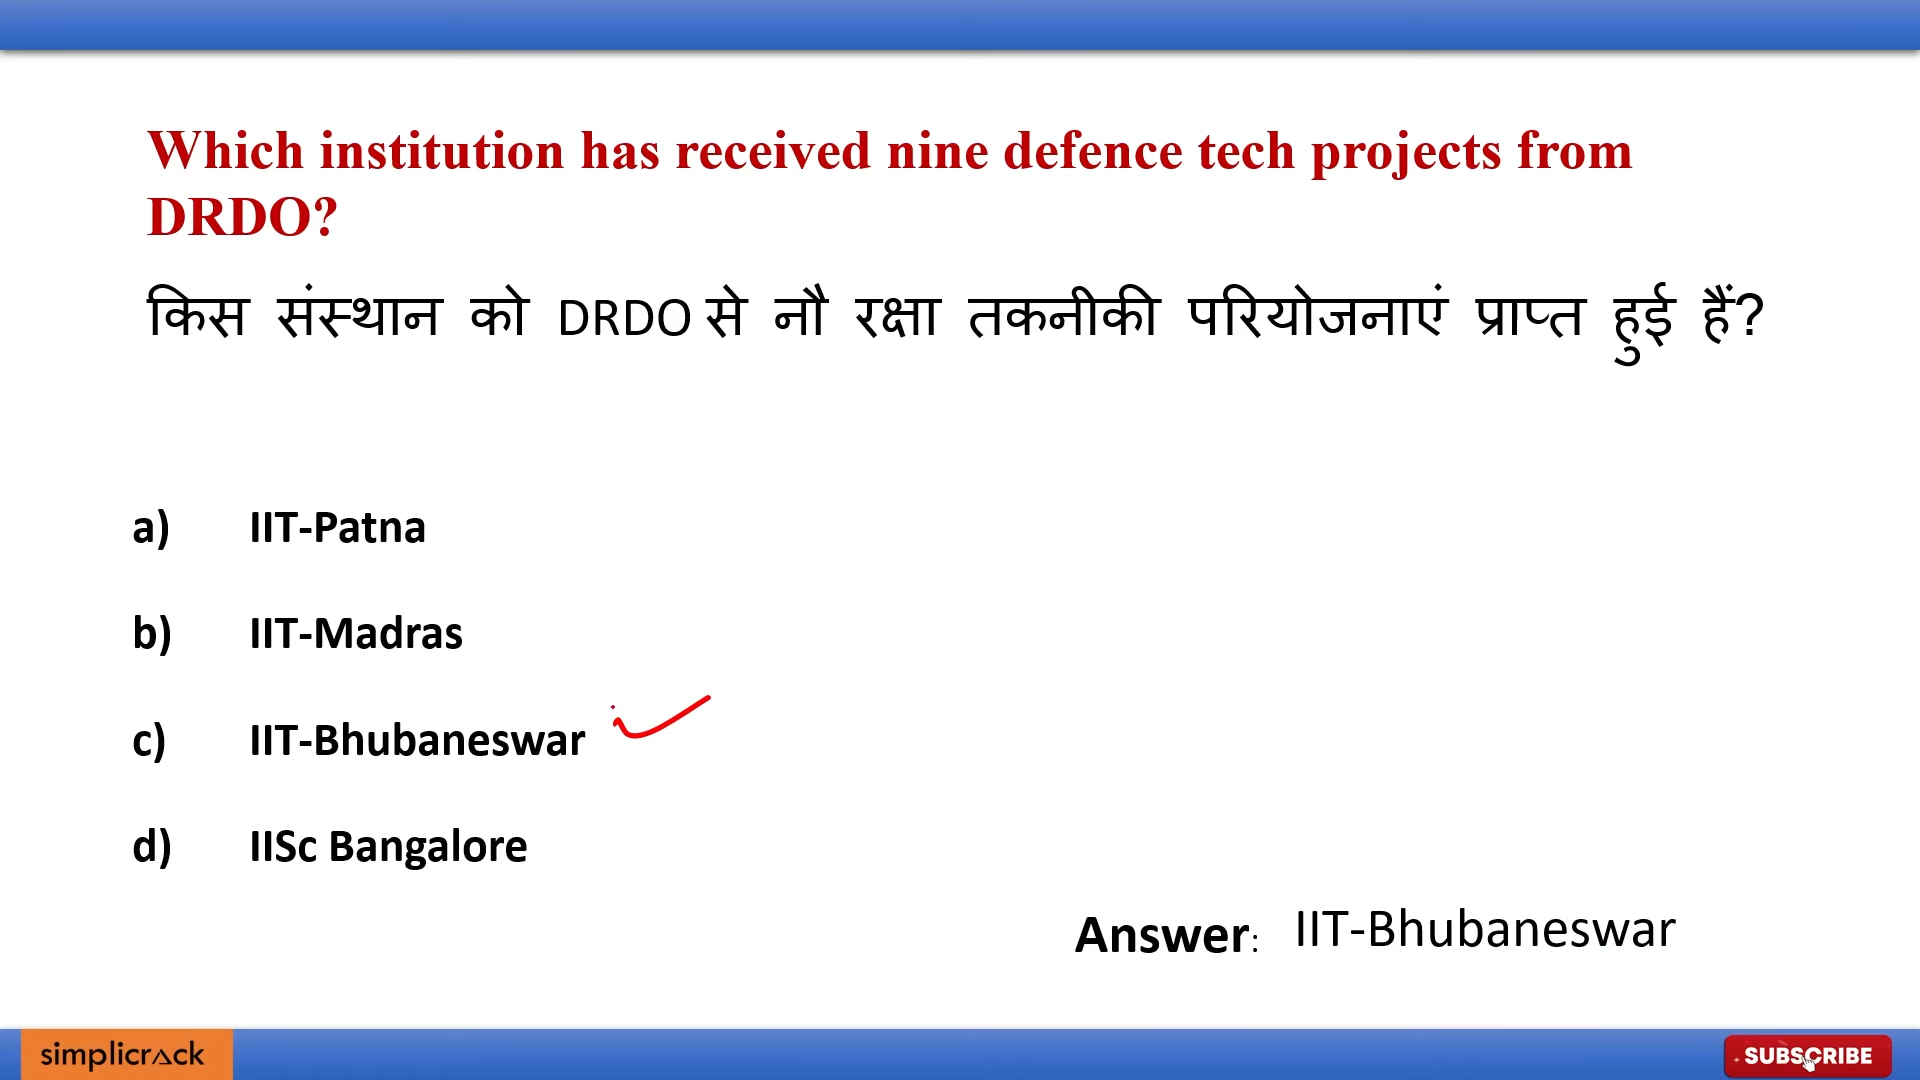 Which institution has received nine defence tech projects from
DRDO?
किस संस्थान को DRDO से नौ रक्षा तकनीकी परियोजनाएं प्राप्त हुई हैं?
a) IIT-Patna
b) IIT-Madras
c) IIT-Bhubaneswar
d) IISc Bangalore
Answer: IIT-Bhubaneswar
simplicrack
SUBSCRIBE